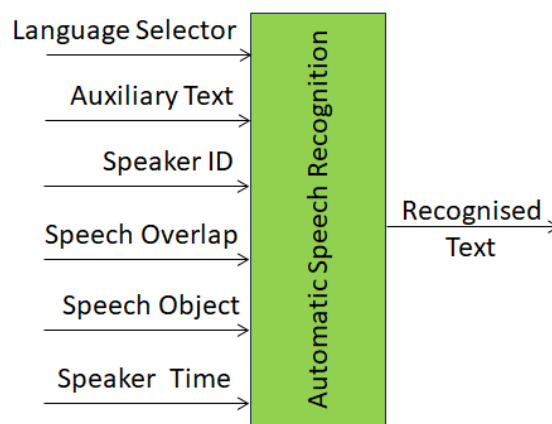 Language Selector
Auxiliary Text
Speaker ID
Speech Overlap
Speech Object
Speaker Time
Automatic Speech Recognition
Recognised
Text